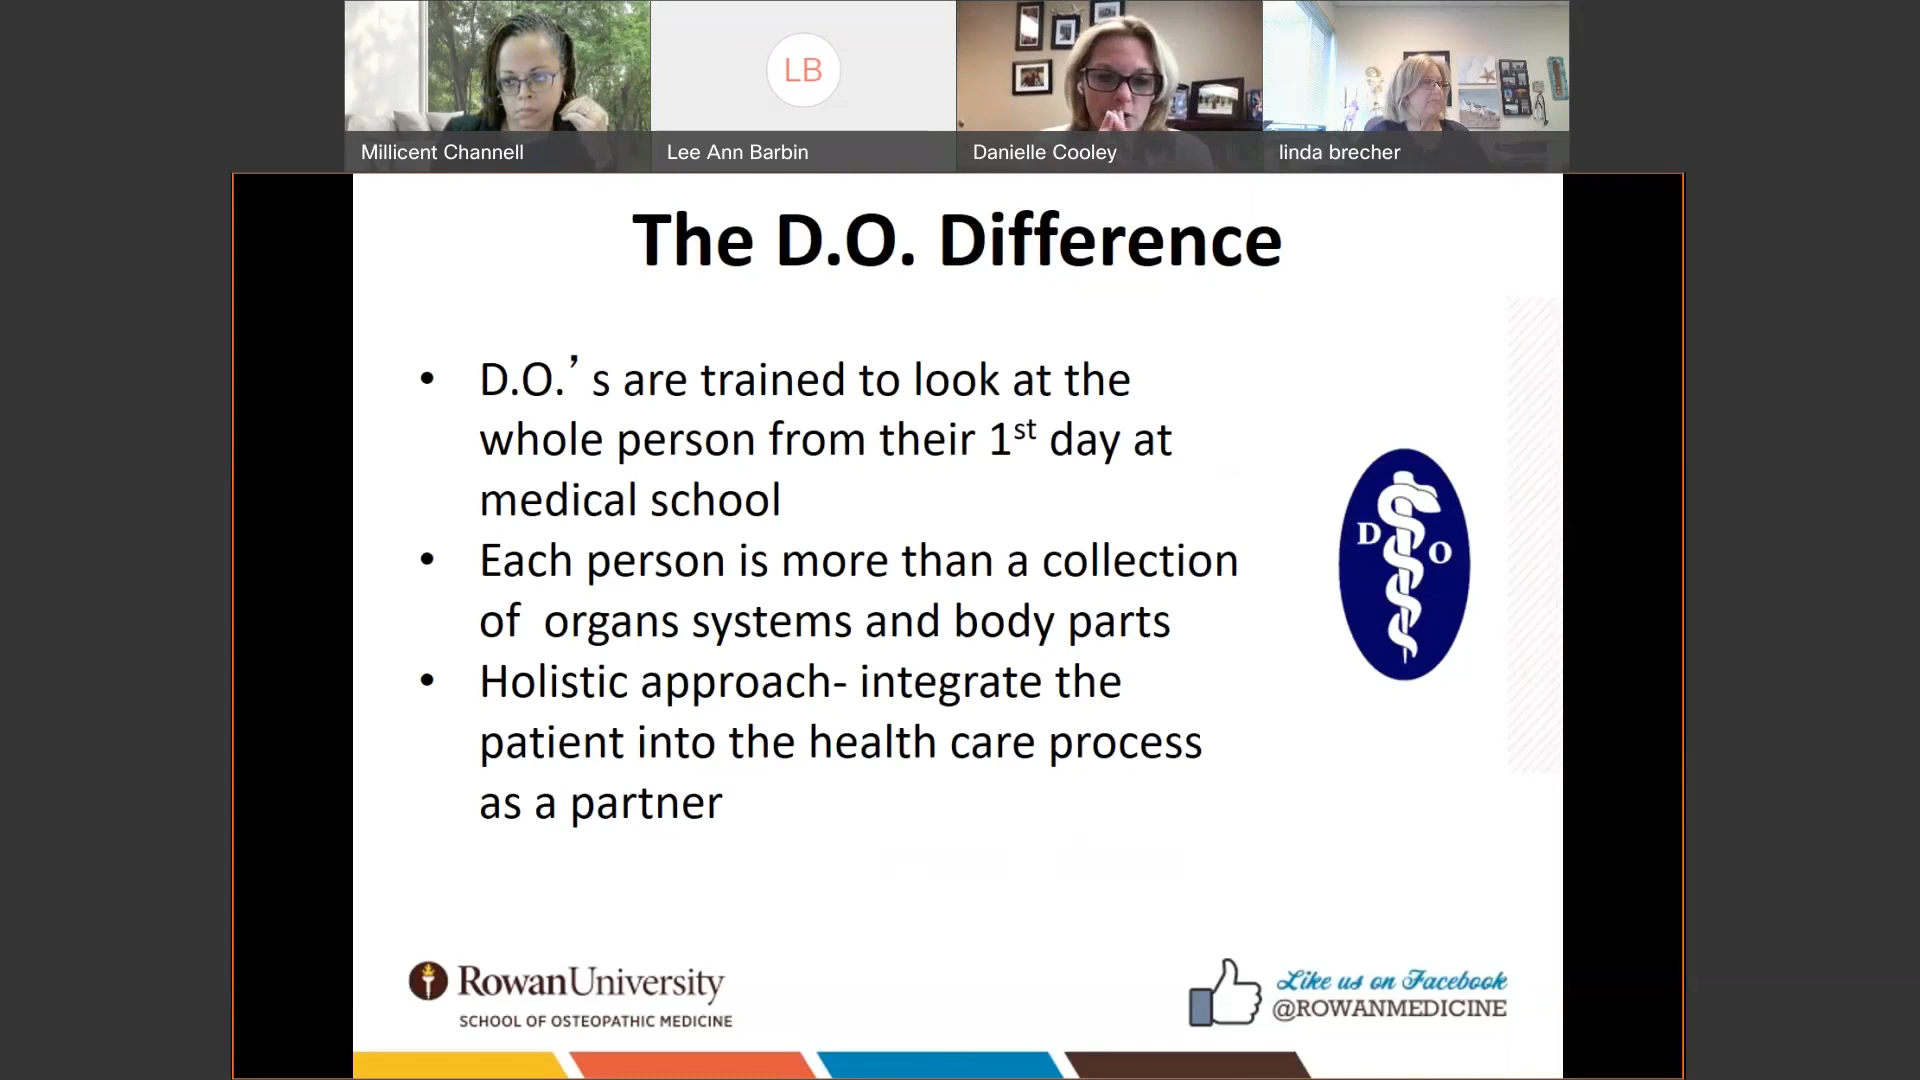 LB
Millicent Channell
Lee Ann Barbin
Danielle Cooley
linda brecher
The D.O. Difference
• D.O.’s are trained to look at the
whole person from their 1st day at
medical school
• Each person is more than a collection
of organs systems and body parts
• Holistic approach- integrate the
patient into the health care process
as a partner
D O
Rowan University
SCHOOL OF OSTEOPATHIC MEDICINE
Like us on Facebook
@ROWANMEDICINE